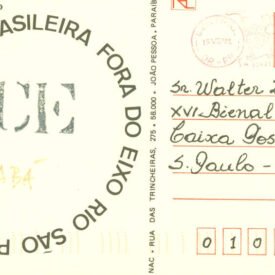 ASILEIRA FORA DO EIXO RIO SÃO P
CE
NAC - RUA DAS TRINCHEIRAS, 275 - 58.000 - JOÃO PESSOA - PARAÍB
Sr. Walter
XVI Bienal
Caixa Pos
S. Paulo -
0 1 0